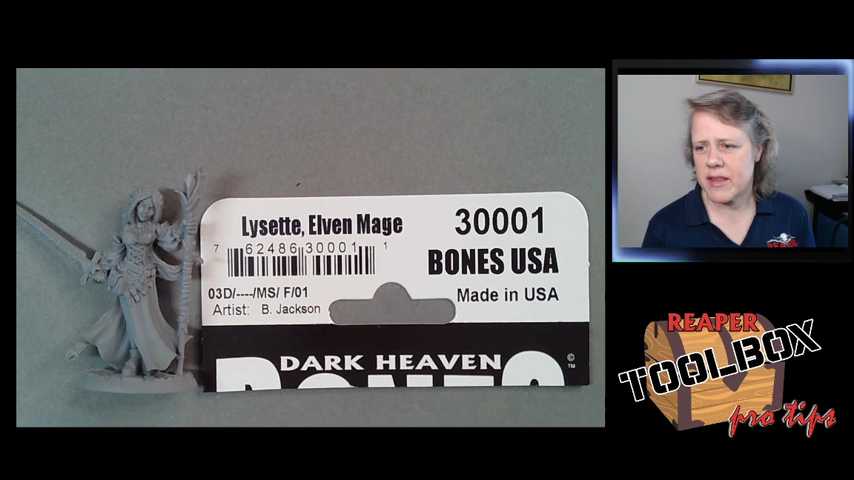 Lysette, Elven Mage
30001
7 62486 30001 1
BONES USA
03D/----/MS/ F/01
Made in USA
Artist: B. Jackson
DARK HEAVEN
©
TM
REAPER
TOOLBOX
pro tips